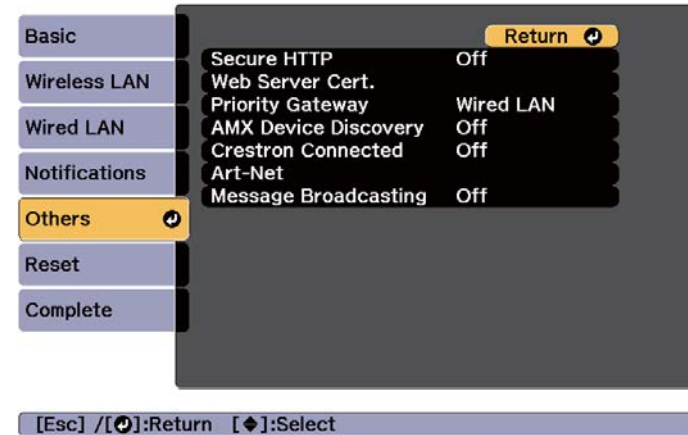 Basic
Wireless LAN
Wired LAN
Notifications
Others
Reset
Complete
Return
Secure HTTP Off
Web Server Cert.
Priority Gateway Wired LAN
AMX Device Discovery Off
Crestron Connected Off
Art-Net
Message Broadcasting Off
[Esc] /[⏎]:Return [◆]:Select